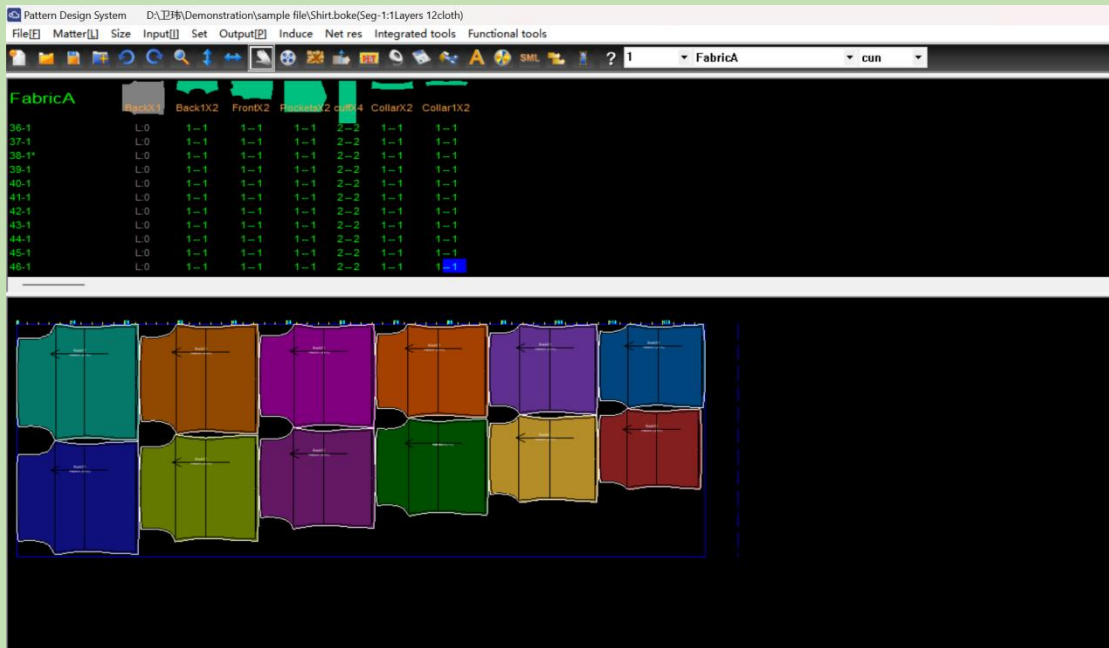 Pattern Design System D:\卫玮\Demonstration\sample file\Shirt.boke(Seg-1:1Layers 12cloth)
File[F] Matter[L] Size Input[I] Set Output[P] Induce Net res Integrated tools Functional tools
PLT A SML ? 1 FabricA cun
FabricA BackX1 Back1X2 FrontX2 PocketsX2 cuffX4 CollarX2 Collar1X2
36-1 L:0 1--1 1--1 1--1 2--2 1--1 1--1
37-1 L:0 1--1 1--1 1--1 2--2 1--1 1--1
38-1* L:0 1--1 1--1 1--1 2--2 1--1 1--1
39-1 L:0 1--1 1--1 1--1 2--2 1--1 1--1
40-1 L:0 1--1 1--1 1--1 2--2 1--1 1--1
41-1 L:0 1--1 1--1 1--1 2--2 1--1 1--1
42-1 L:0 1--1 1--1 1--1 2--2 1--1 1--1
43-1 L:0 1--1 1--1 1--1 2--2 1--1 1--1
44-1 L:0 1--1 1--1 1--1 2--2 1--1 1--1
45-1 L:0 1--1 1--1 1--1 2--2 1--1 1--1
46-1 L:0 1--1 1--1 1--1 2--2 1--1 1--1